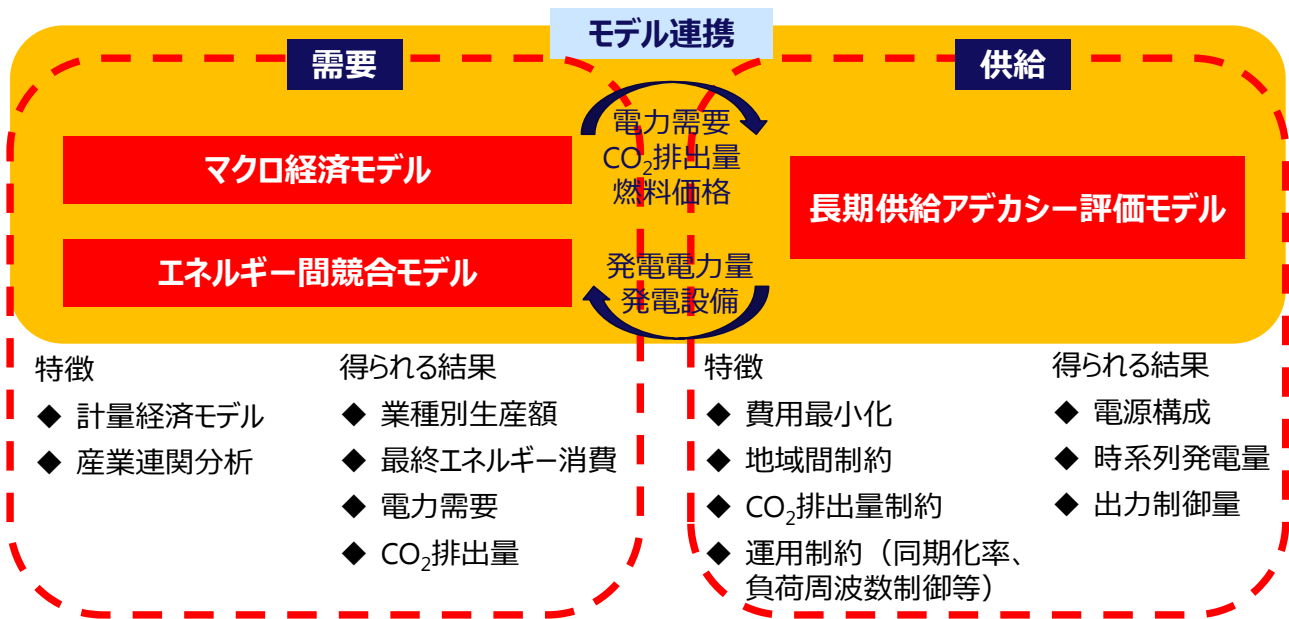 モデル連携
需要
供給
マクロ経済モデル
エネルギー間競合モデル
電力需要
CO₂排出量
燃料価格
発電電力量
発電設備
長期供給アデカシー評価モデル
特徴
◆ 計量経済モデル
◆ 産業連関分析
得られる結果
◆ 業種別生産額
◆ 最終エネルギー消費
◆ 電力需要
◆ CO₂排出量
特徴
◆ 費用最小化
◆ 地域間制約
◆ CO₂排出量制約
◆ 運用制約（同期化率、
負荷周波数制御等）
得られる結果
◆ 電源構成
◆ 時系列発電量
◆ 出力制御量